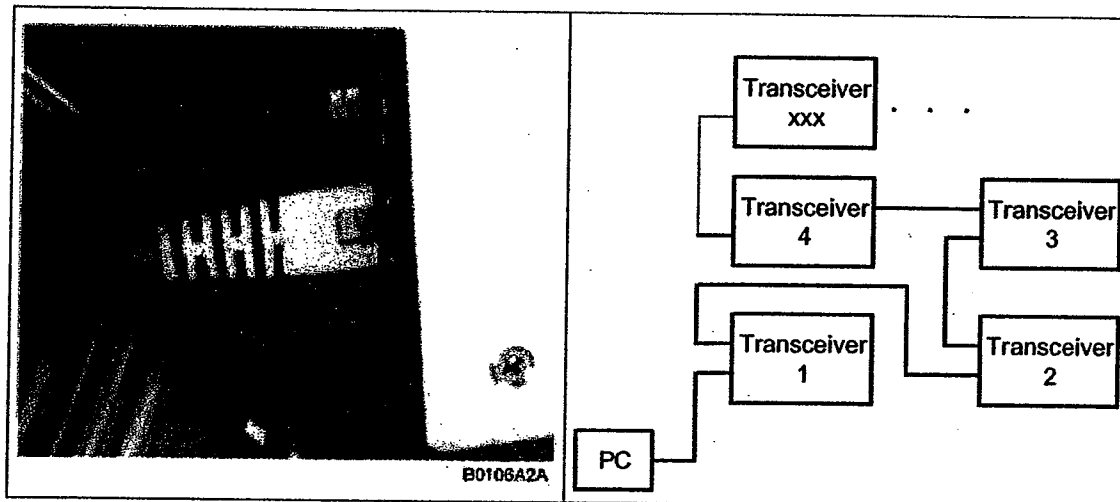 B0106A2A
Transceiver
xxx
. . .
Transceiver
4
Transceiver
3
Transceiver
1
Transceiver
2
PC